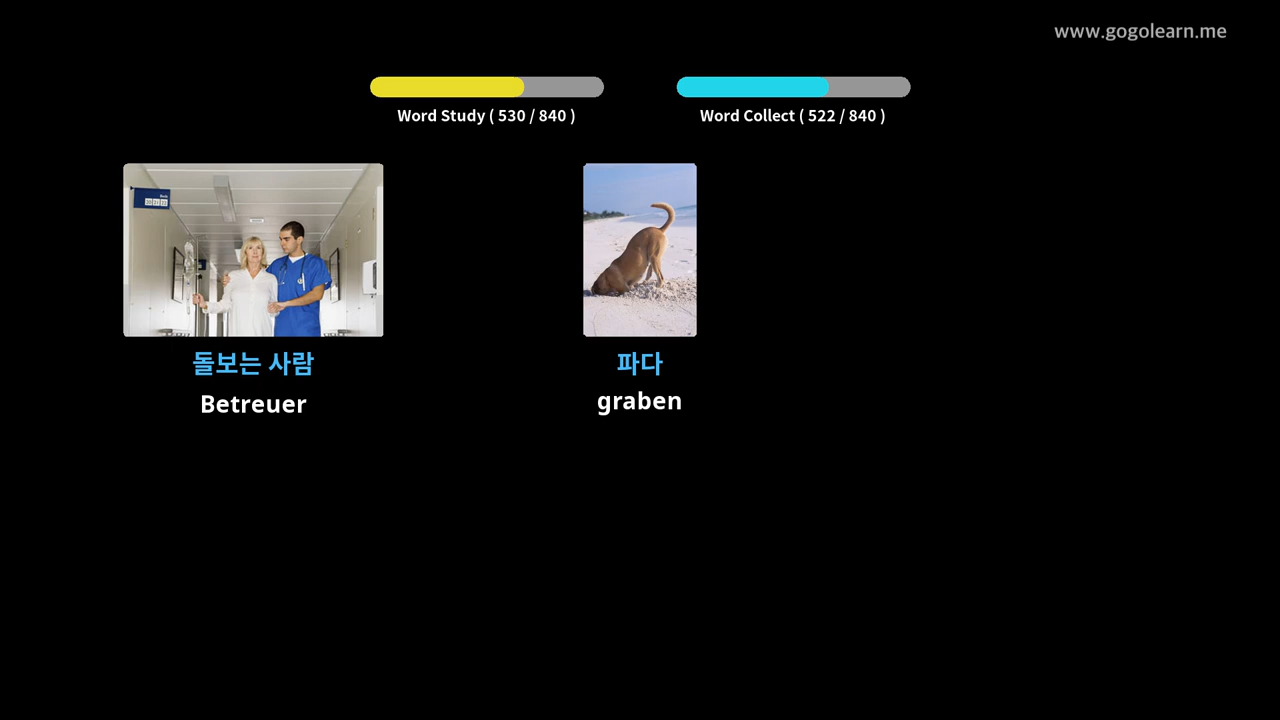 www.gogolearn.me
Word Study ( 530 / 840 )
Word Collect ( 522 / 840 )
돌보는 사람
Betreuer
파다
graben